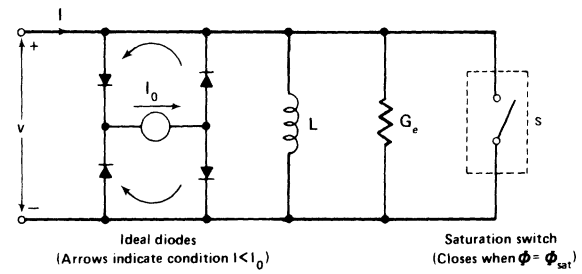 I
+
I₀
V
L
Gₑ
S
−
Ideal diodes
(Arrows indicate condition I<I₀)
Saturation switch
(Closes when ϕ = ϕsat)